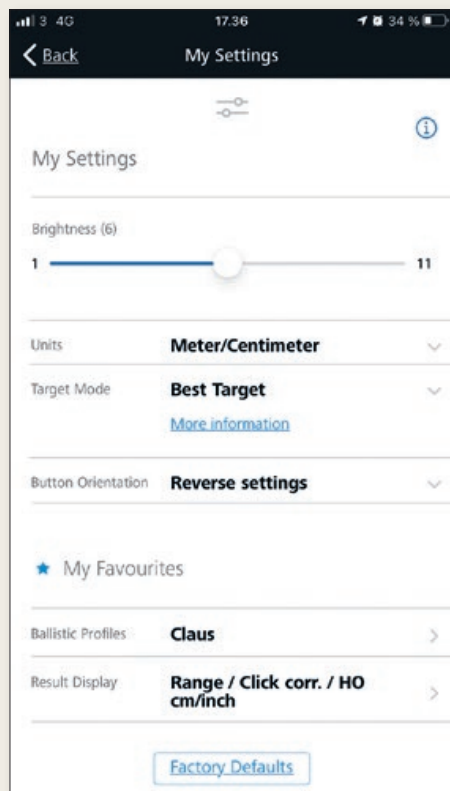 3 4G 17.36 34 %
Back My Settings
My Settings
Brightness (6)
1 11
Units Meter/Centimeter
Target Mode Best Target
More information
Button Orientation Reverse settings
My Favourites
Ballistic Profiles Claus
Result Display Range / Click corr. / HO
cm/inch
Factory Defaults